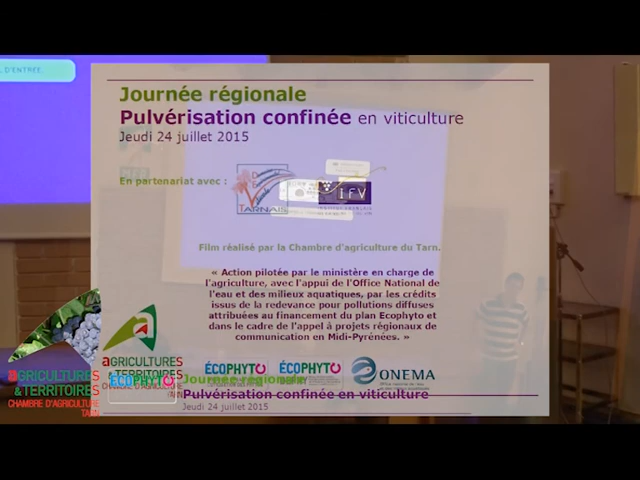 L D'ENTRÉE
Journée régionale
Pulvérisation confinée en viticulture
Jeudi 24 juillet 2015
En partenariat avec :
TARNAIS
IFV
Film réalisé par la Chambre d'agriculture du Tarn.
« Action pilotée par le ministère en charge de
l'agriculture, avec l'appui de l'Office National de
l'eau et des milieux aquatiques, par les crédits
issus de la redevance pour pollutions diffuses
attribuées au financement du plan Ecophyto et
dans le cadre de l'appel à projets régionaux de
communication en Midi-Pyrénées. »
AGRICULTURES
& TERRITOIRES
CHAMBRE D'AGRICULTURE
TARN
AGRICULTURES
& TERRITOIRES
CHAMBRE D'AGRICULTURE
TARN
ECOPHYTO
ÉCOPHYTO
ÉCOPHYTO
ONEMA
Journée régionale
Pulvérisation confinée en viticulture
Jeudi 24 juillet 2015